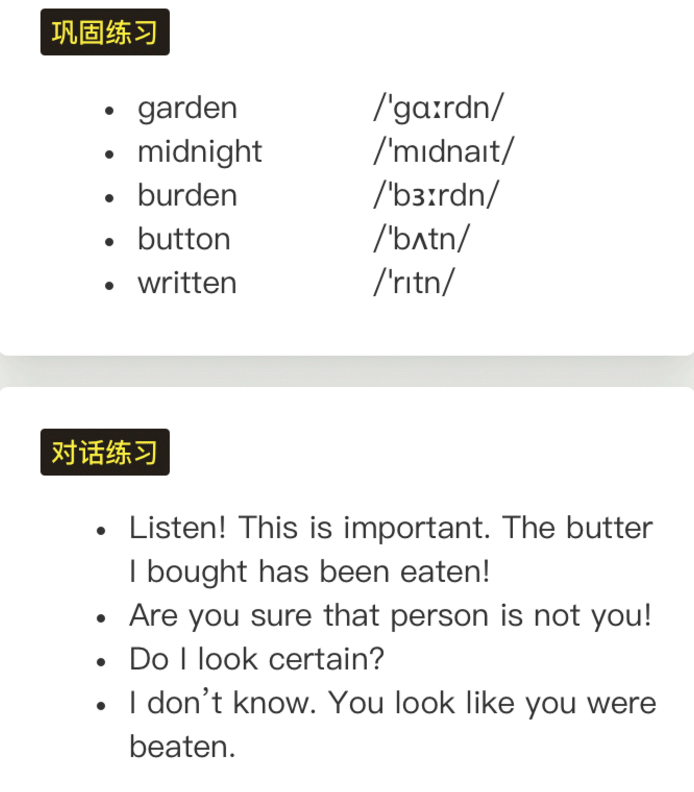 巩固练习
• garden /ˈgɑːrdn/
• midnight /ˈmɪdnaɪt/
• burden /ˈbɜːrdn/
• button /ˈbʌtn/
• written /ˈrɪtn/
对话练习
• Listen! This is important. The butter
I bought has been eaten!
• Are you sure that person is not you!
• Do I look certain?
• I don’t know. You look like you were
beaten.